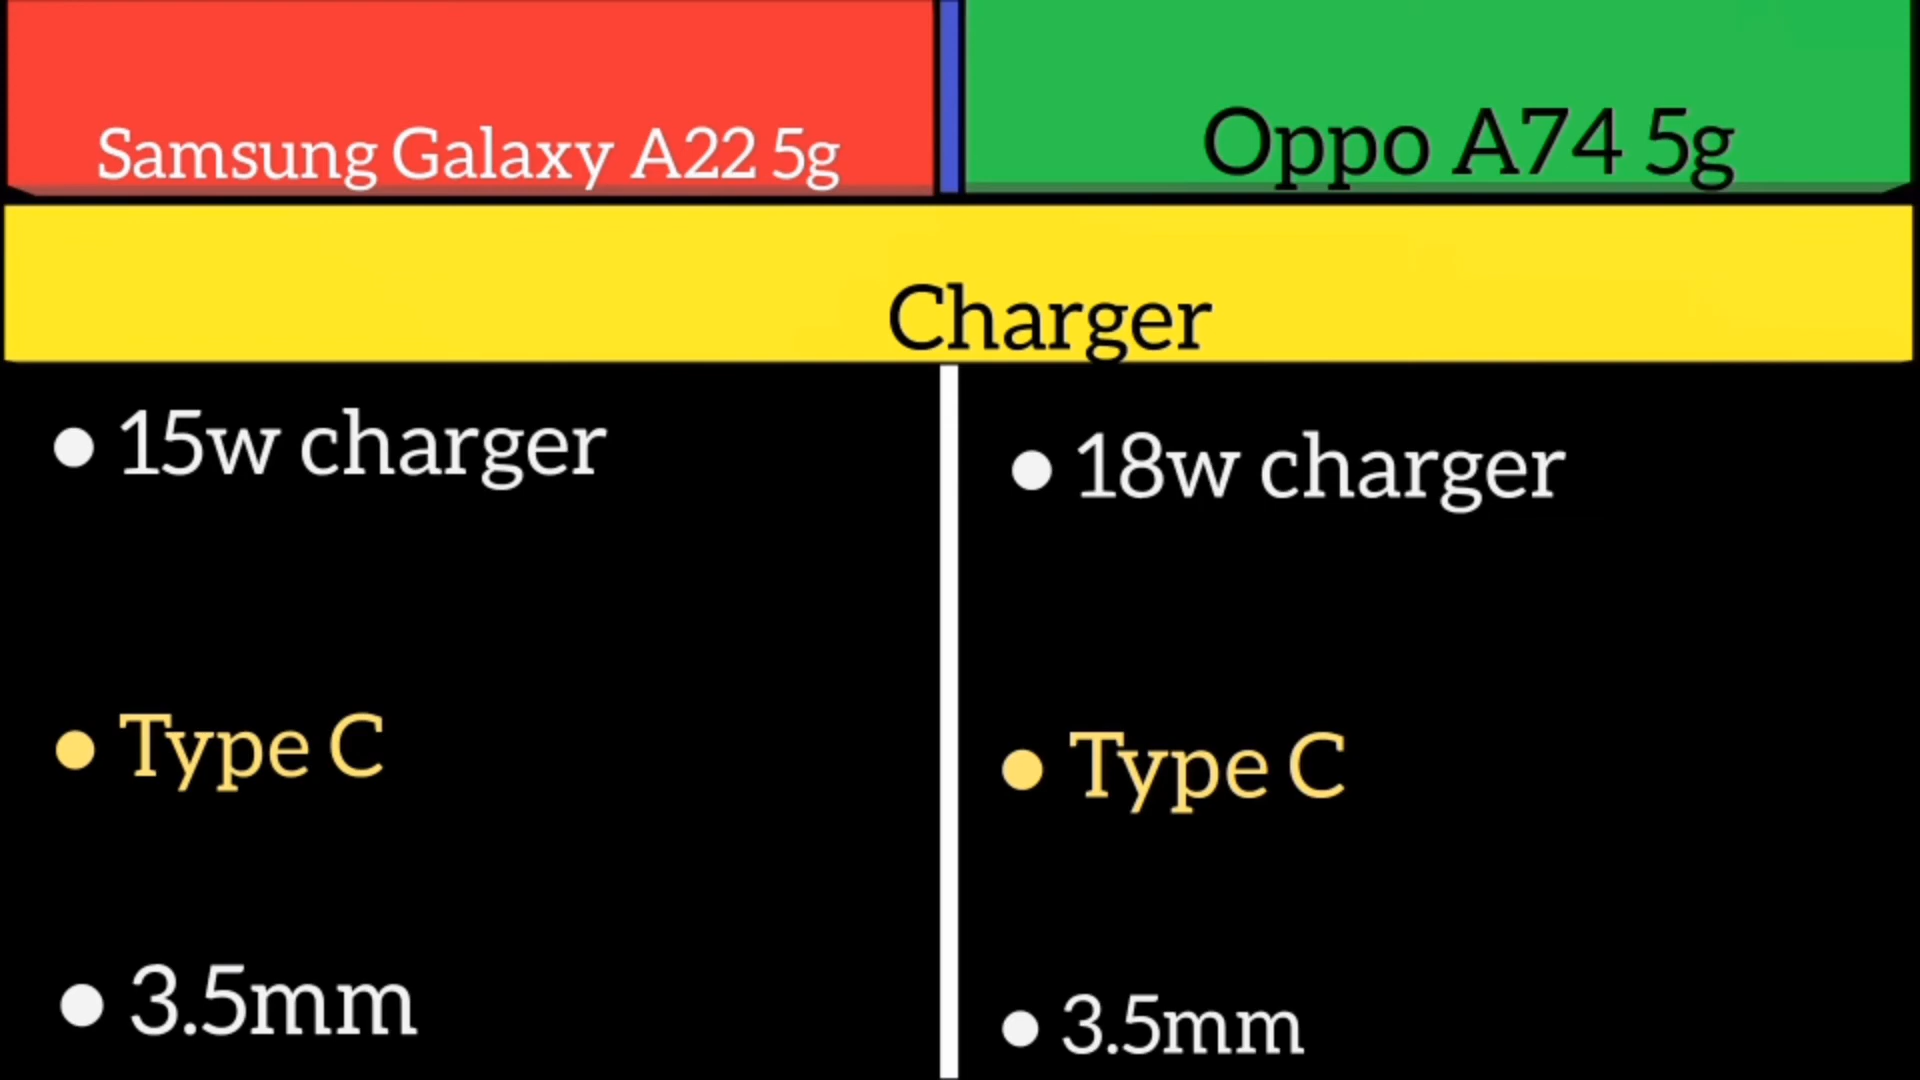 Samsung Galaxy A22 5g
Oppo A74 5g
Charger
15w charger
18w charger
Type C
Type C
3.5mm
3.5mm